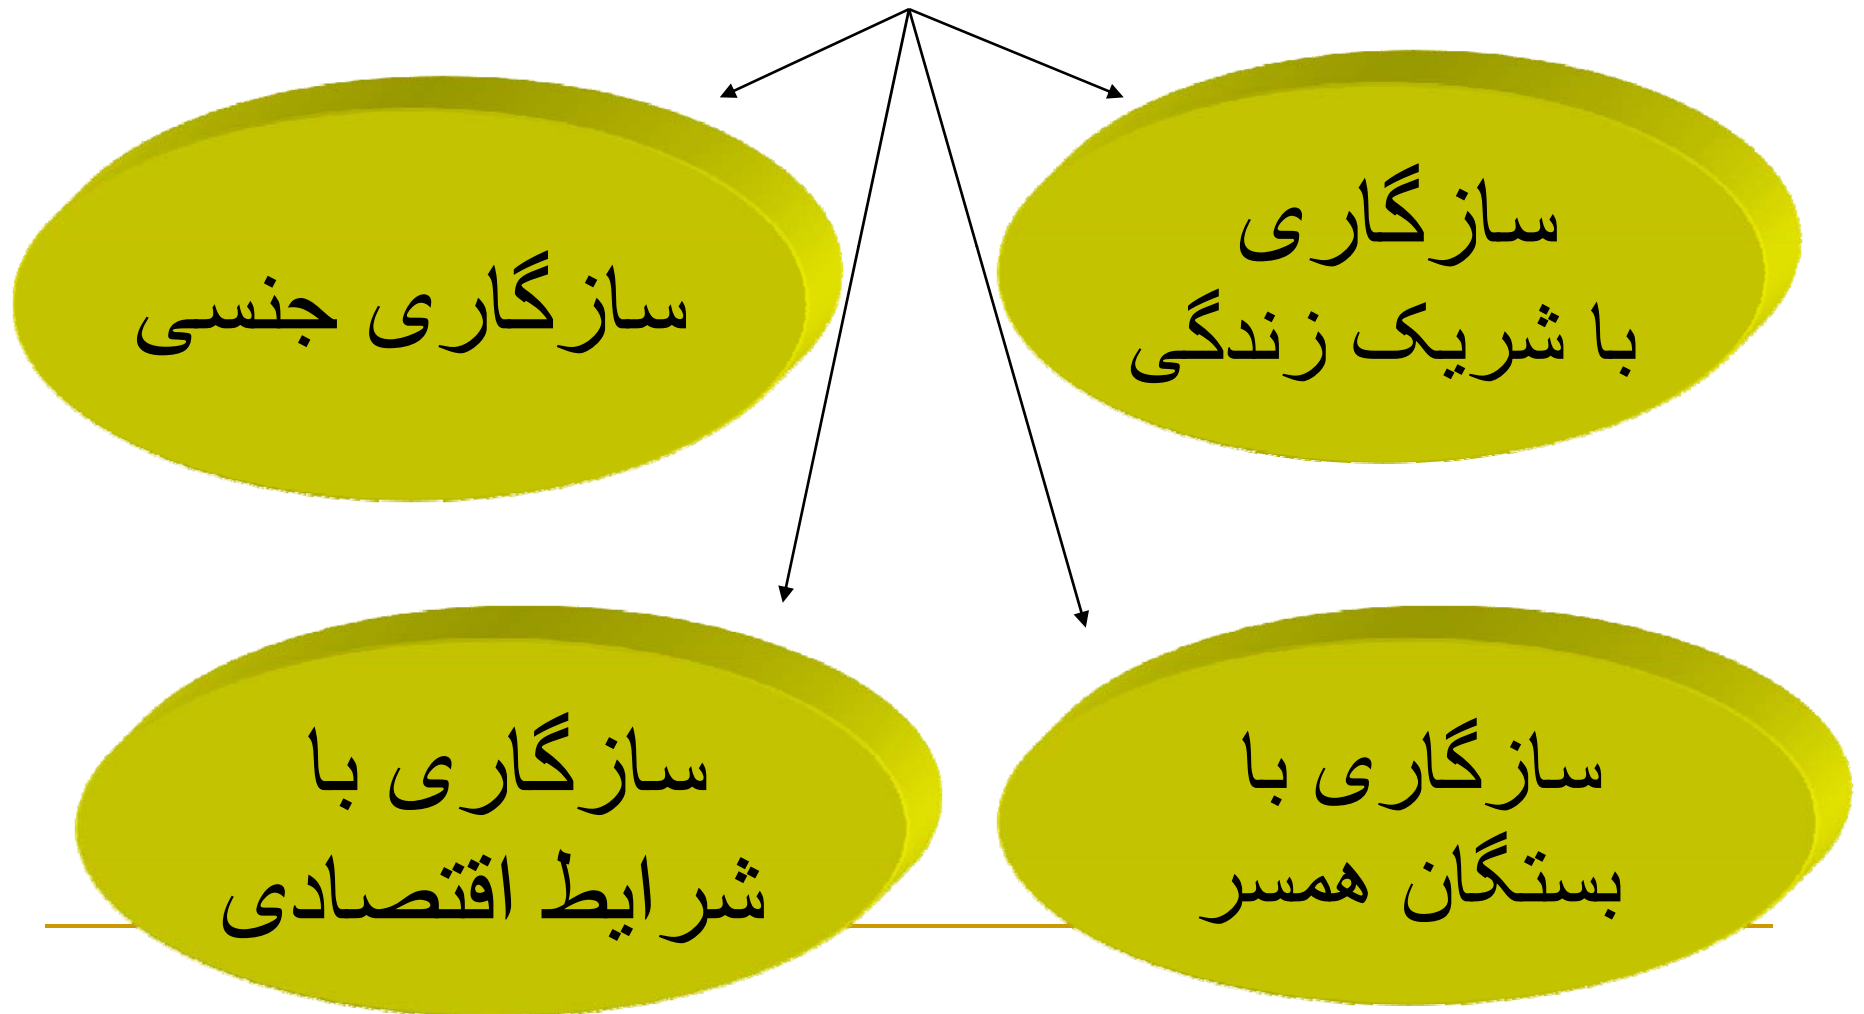 سازگاری
با شریک زندگی
سازگاری جنسی
سازگاری با
بستگان همسر
سازگاری با
شرایط اقتصادی